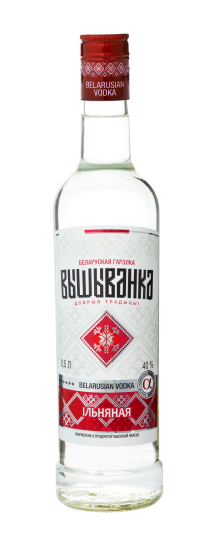 BELARUSIAN
VODKA
БЕЛАРУСКАЯ ГАРЭЛКА
ВЫШЫВАНКА
ДОБРЫЯ ТРАДЫЦЫІ
0,5 Л 40 %
BELARUSIAN VODKA
α
ІЛЬНЯНАЯ